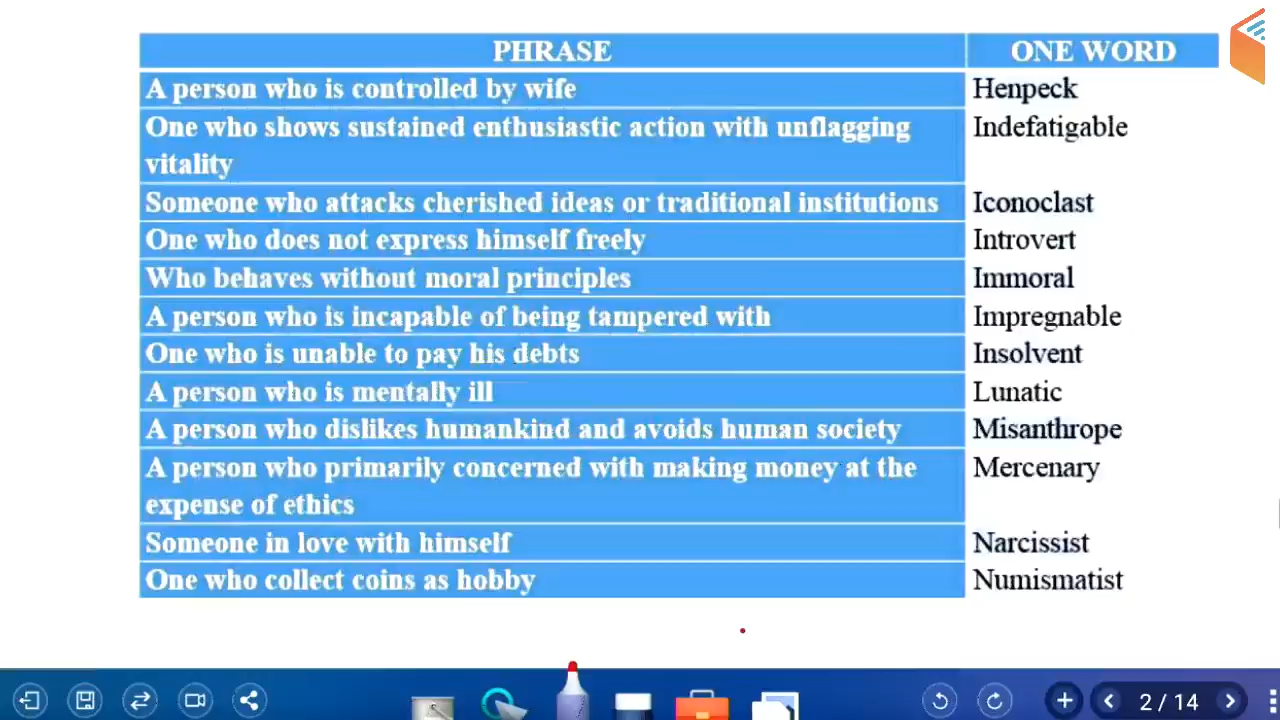 PHRASE ONE WORD
A person who is controlled by wife Henpeck
One who shows sustained enthusiastic action with unflagging Indefatigable
vitality
Someone who attacks cherished ideas or traditional institutions Iconoclast
One who does not express himself freely Introvert
Who behaves without moral principles Immoral
A person who is incapable of being tampered with Impregnable
One who is unable to pay his debts Insolvent
A person who is mentally ill Lunatic
A person who dislikes humankind and avoids human society Misanthrope
A person who primarily concerned with making money at the Mercenary
expense of ethics
Someone in love with himself Narcissist
One who collect coins as hobby Numismatist
2 / 14